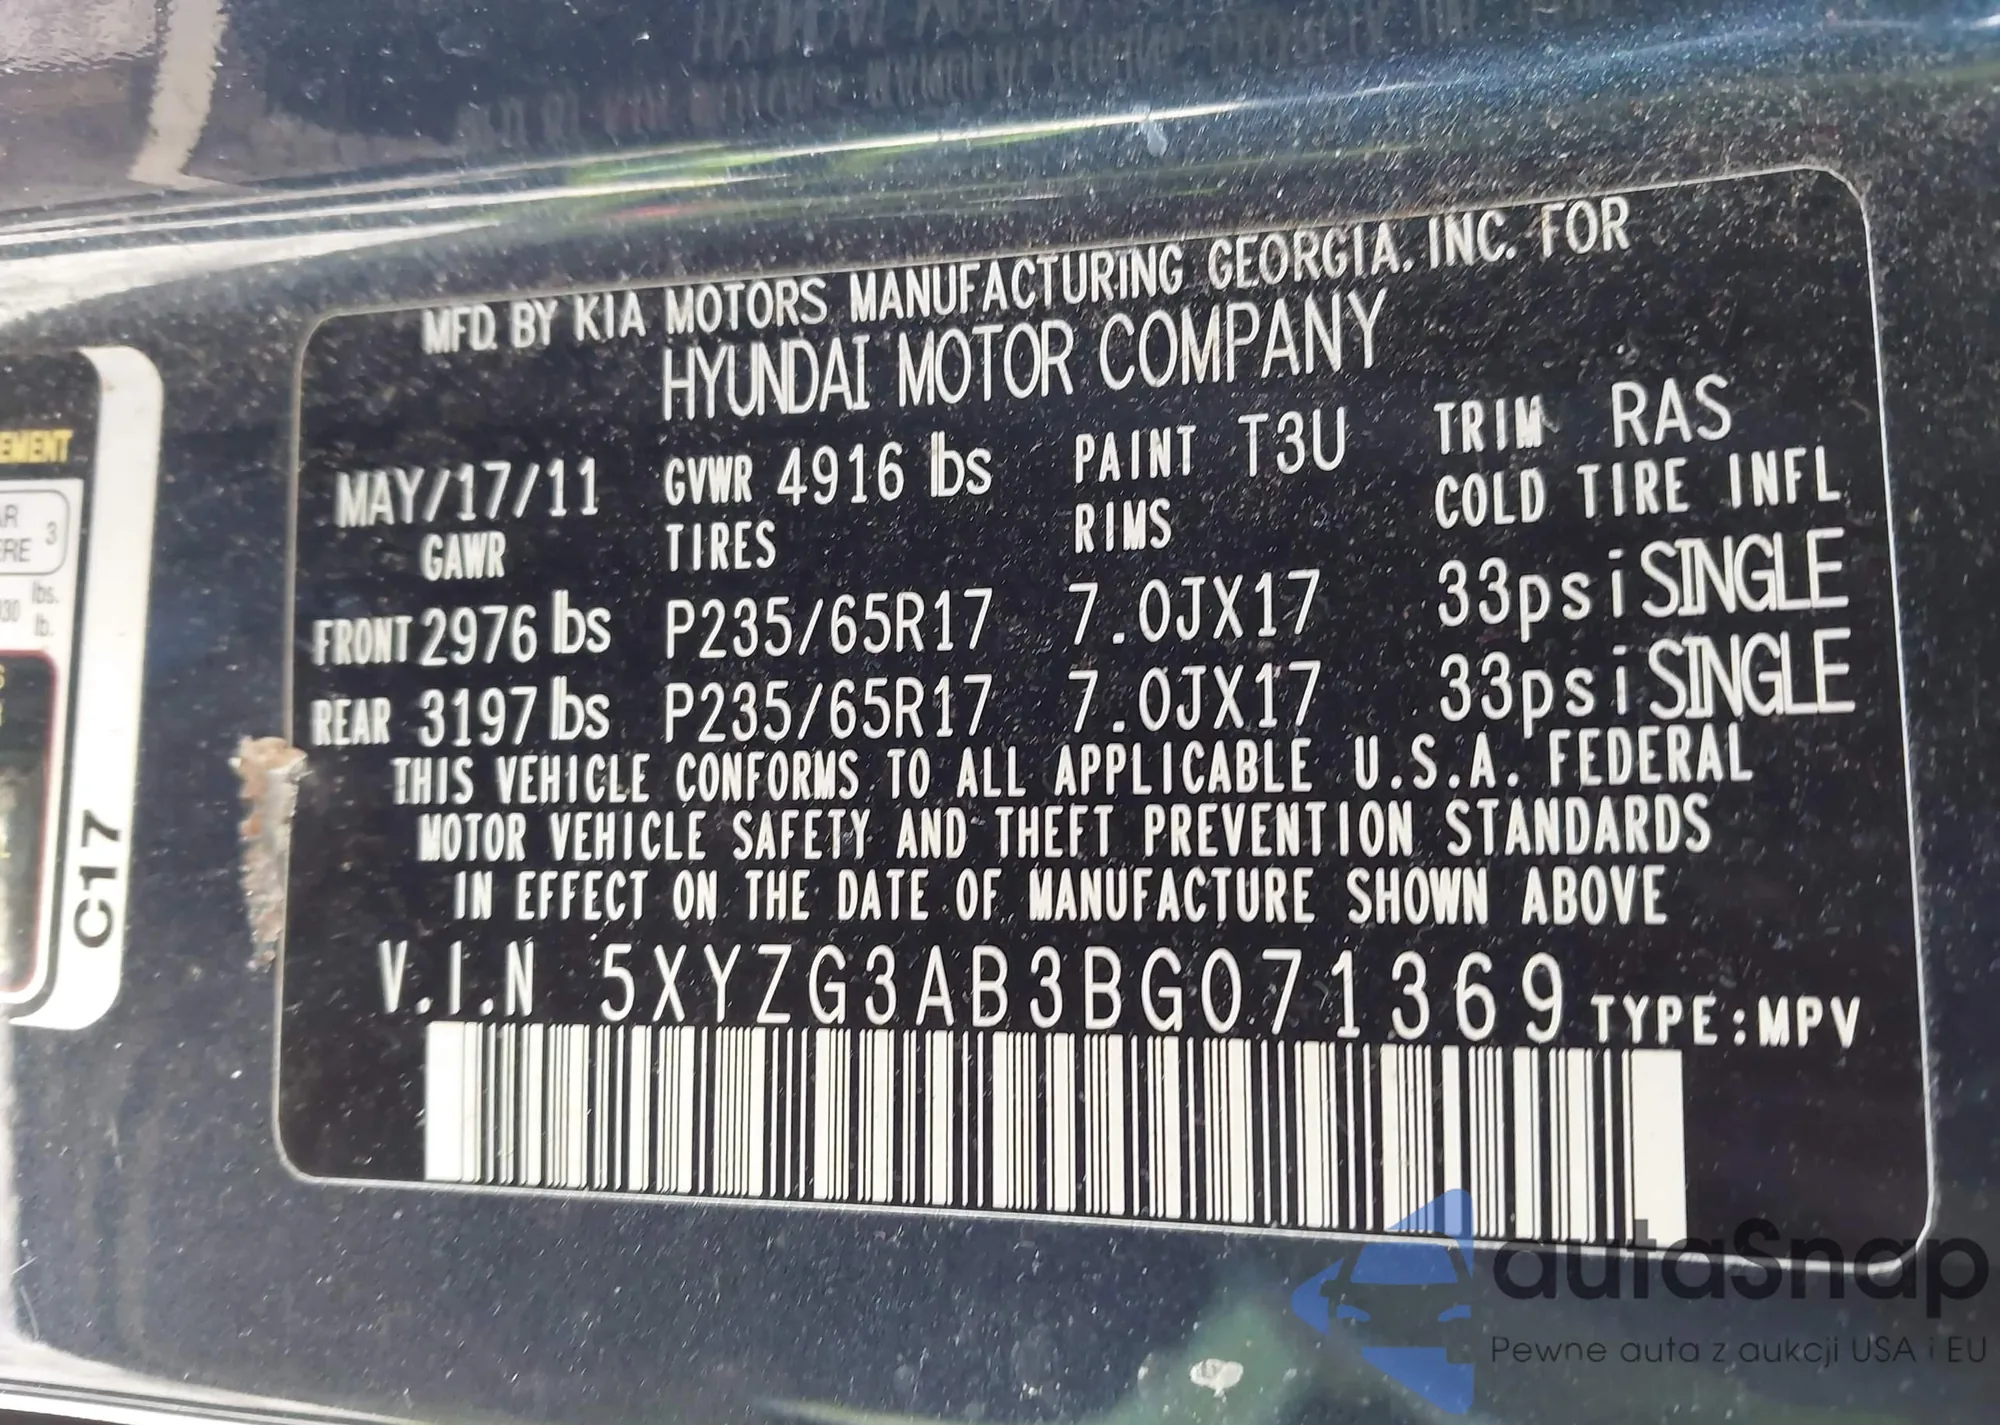 MFD. BY KIA MOTORS MANUFACTURING GEORGIA. INC. FOR
HYUNDAI MOTOR COMPANY
MAY/17/11 GVWR 4916 lbs PAINT T3U TRIM RAS
GAWR TIRES RIMS COLD TIRE INFL
FRONT 2976 lbs P235/65R17 7.0JX17 33psi SINGLE
REAR 3197 lbs P235/65R17 7.0JX17 33psi SINGLE
THIS VEHICLE CONFORMS TO ALL APPLICABLE U.S.A. FEDERAL
MOTOR VEHICLE SAFETY AND THEFT PREVENTION STANDARDS
IN EFFECT ON THE DATE OF MANUFACTURE SHOWN ABOVE
V.I.N 5XYZG3AB3BG071369 TYPE:MPV
C17
3
lbs.
lb.
autaSnap
Pewne auta z aukcji USA i EU